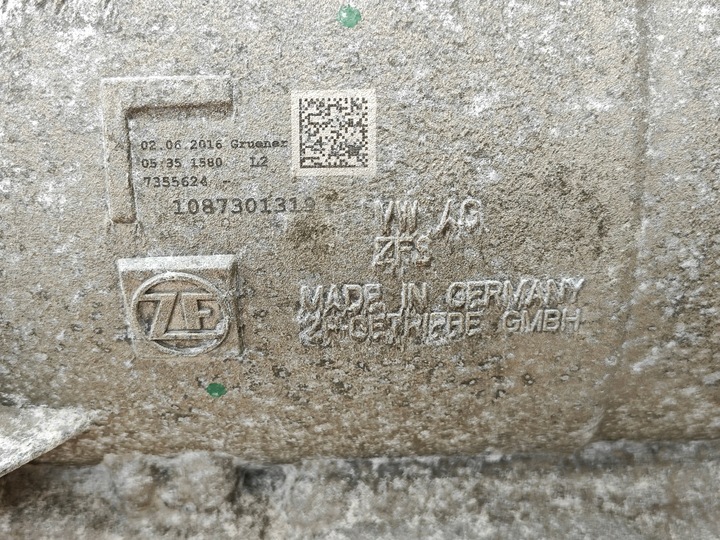 02.06.2016 Gruener
05:35 1580 L2
7355624 -
1087301319
VW AG
ZFS
MADE IN GERMANY
ZF-GETRIEBE GMBH
ZF